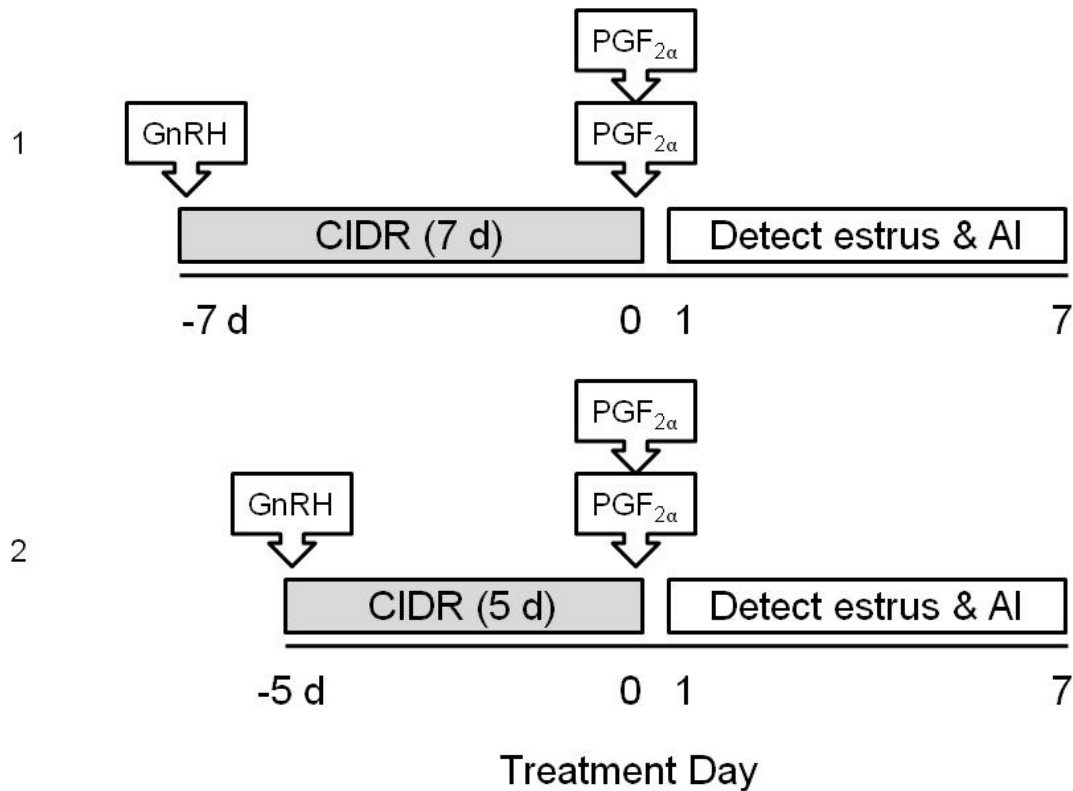 PGF2α
1 GnRH PGF2α
CIDR (7 d) Detect estrus & AI
-7 d 0 1 7
PGF2α
2 GnRH PGF2α
CIDR (5 d) Detect estrus & AI
-5 d 0 1 7
Treatment Day